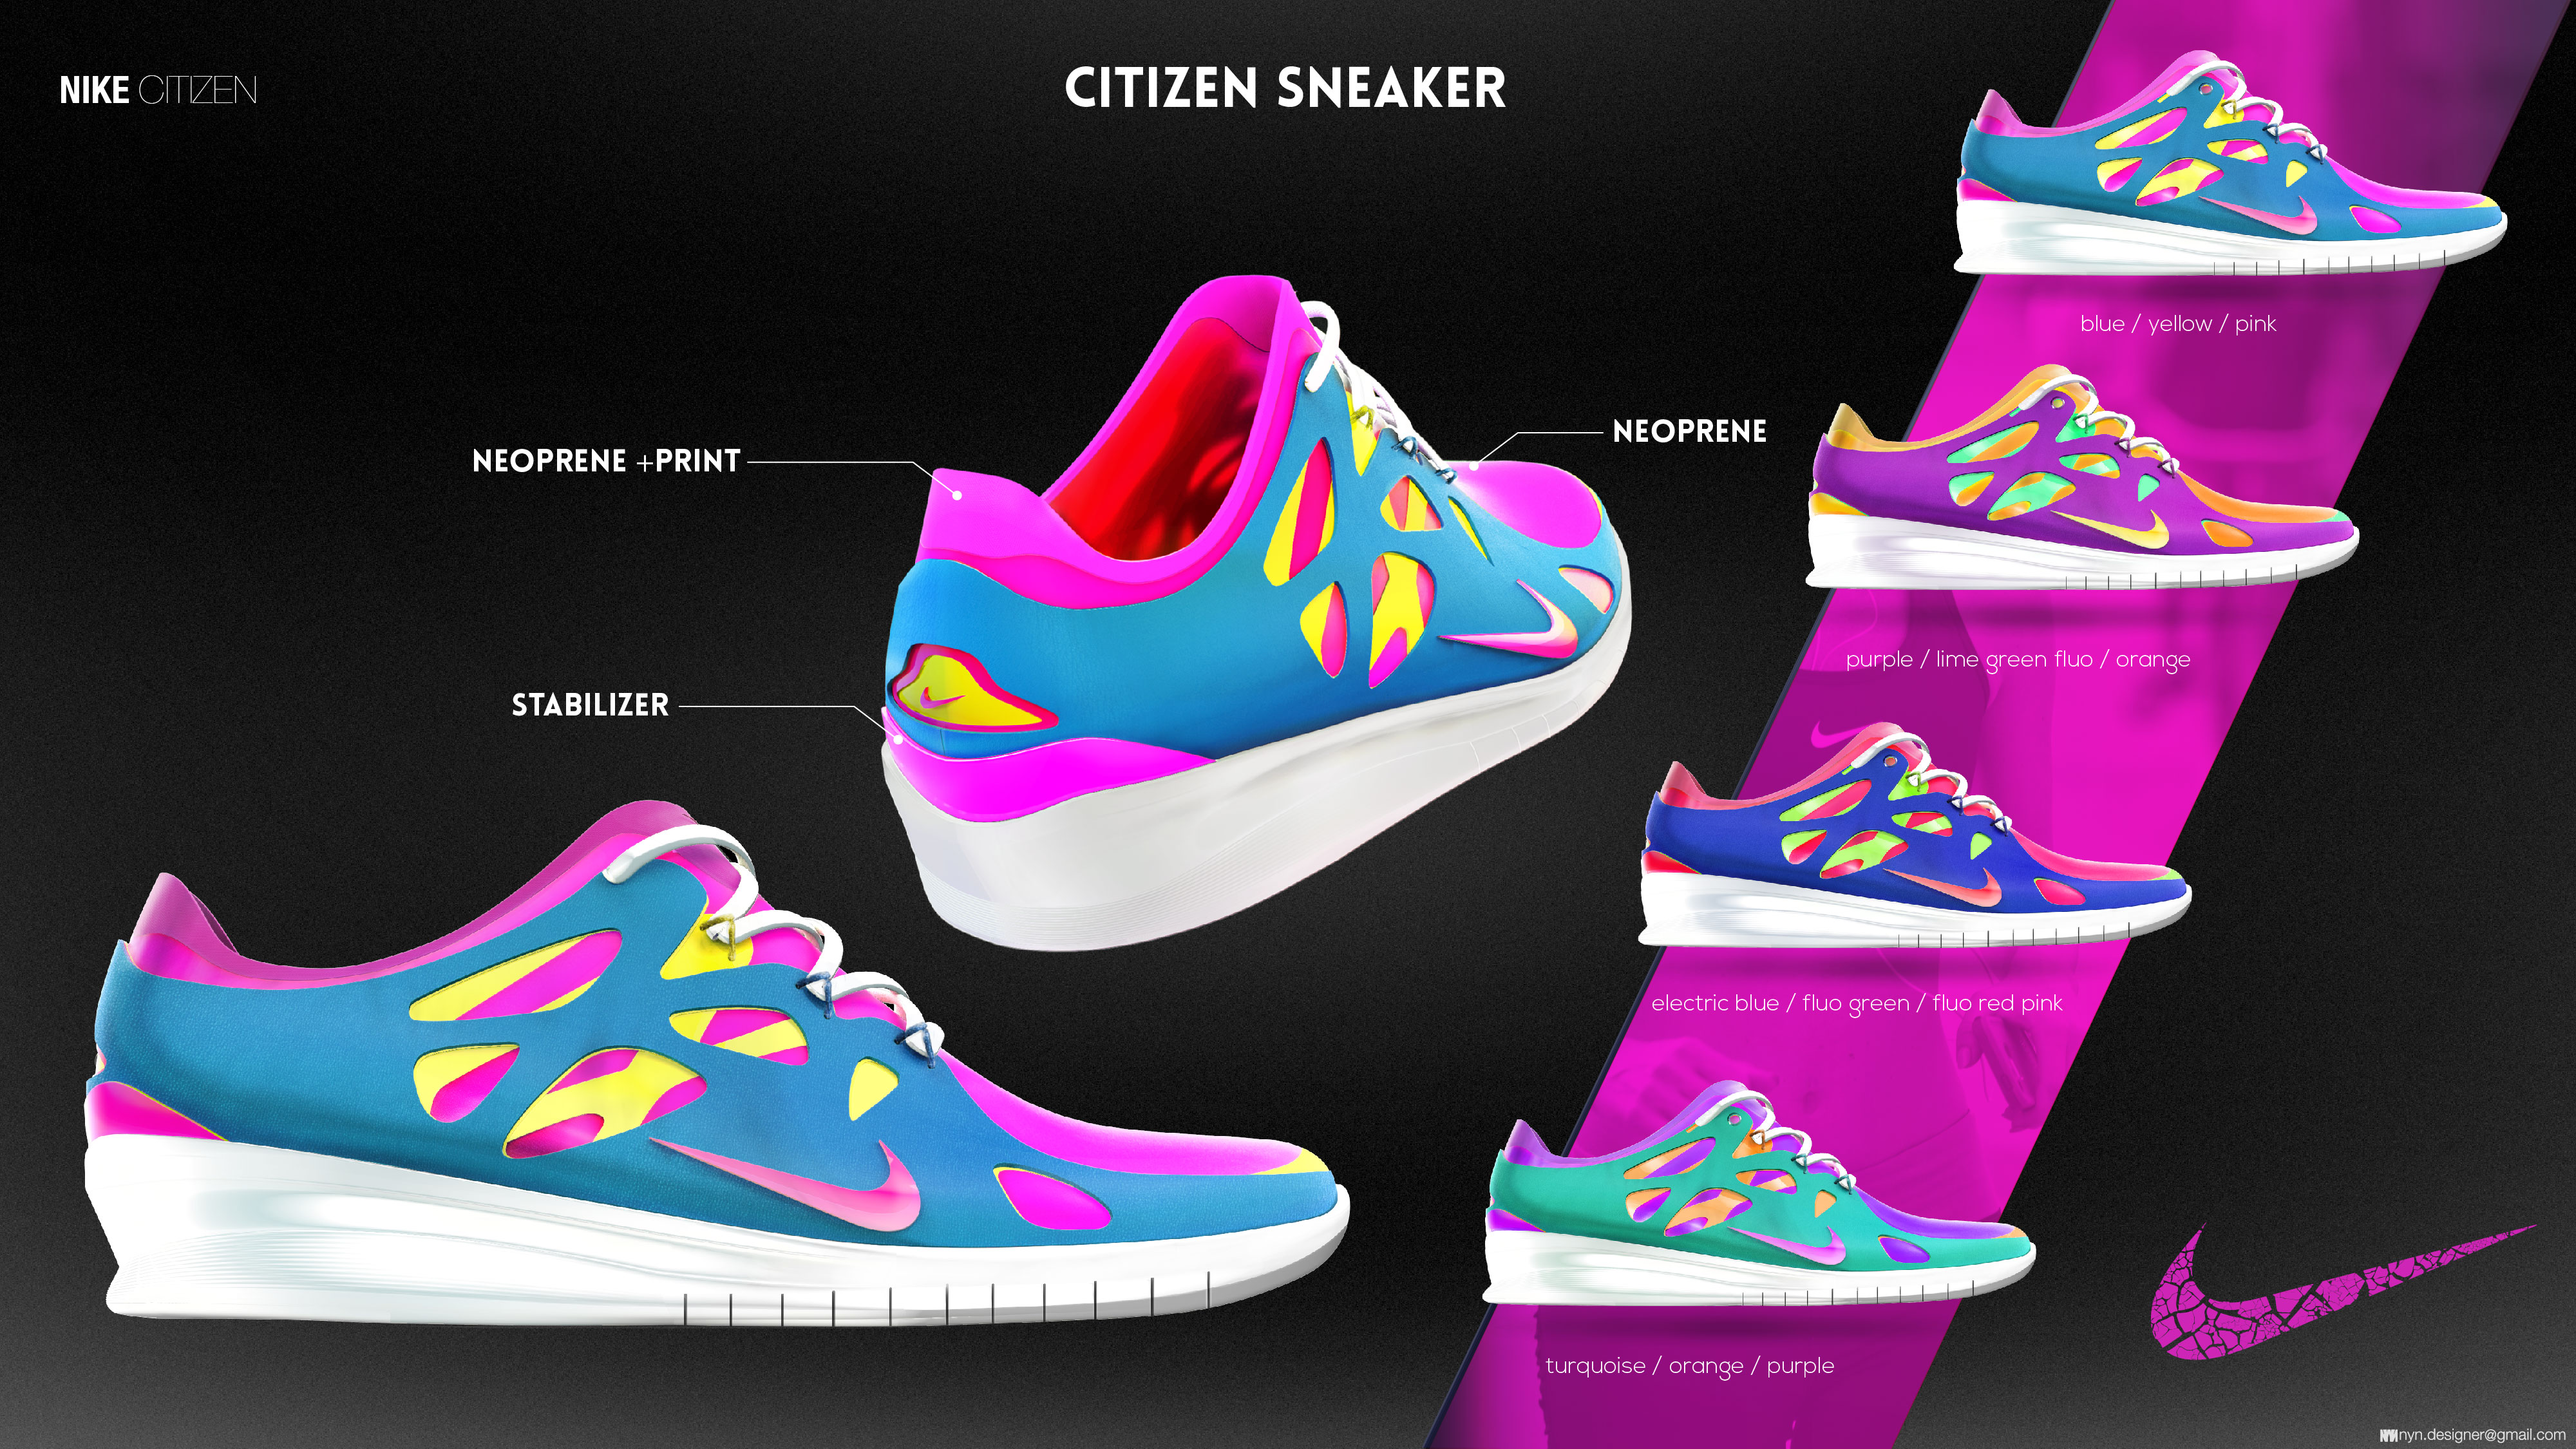 NIKE CITIZEN
CITIZEN SNEAKER
NEOPRENE +PRINT
NEOPRENE
STABILIZER
blue / yellow / pink
purple / lime green fluo / orange
electric blue / fluo green / fluo red pink
turquoise / orange / purple
nyn.designer@gmail.com